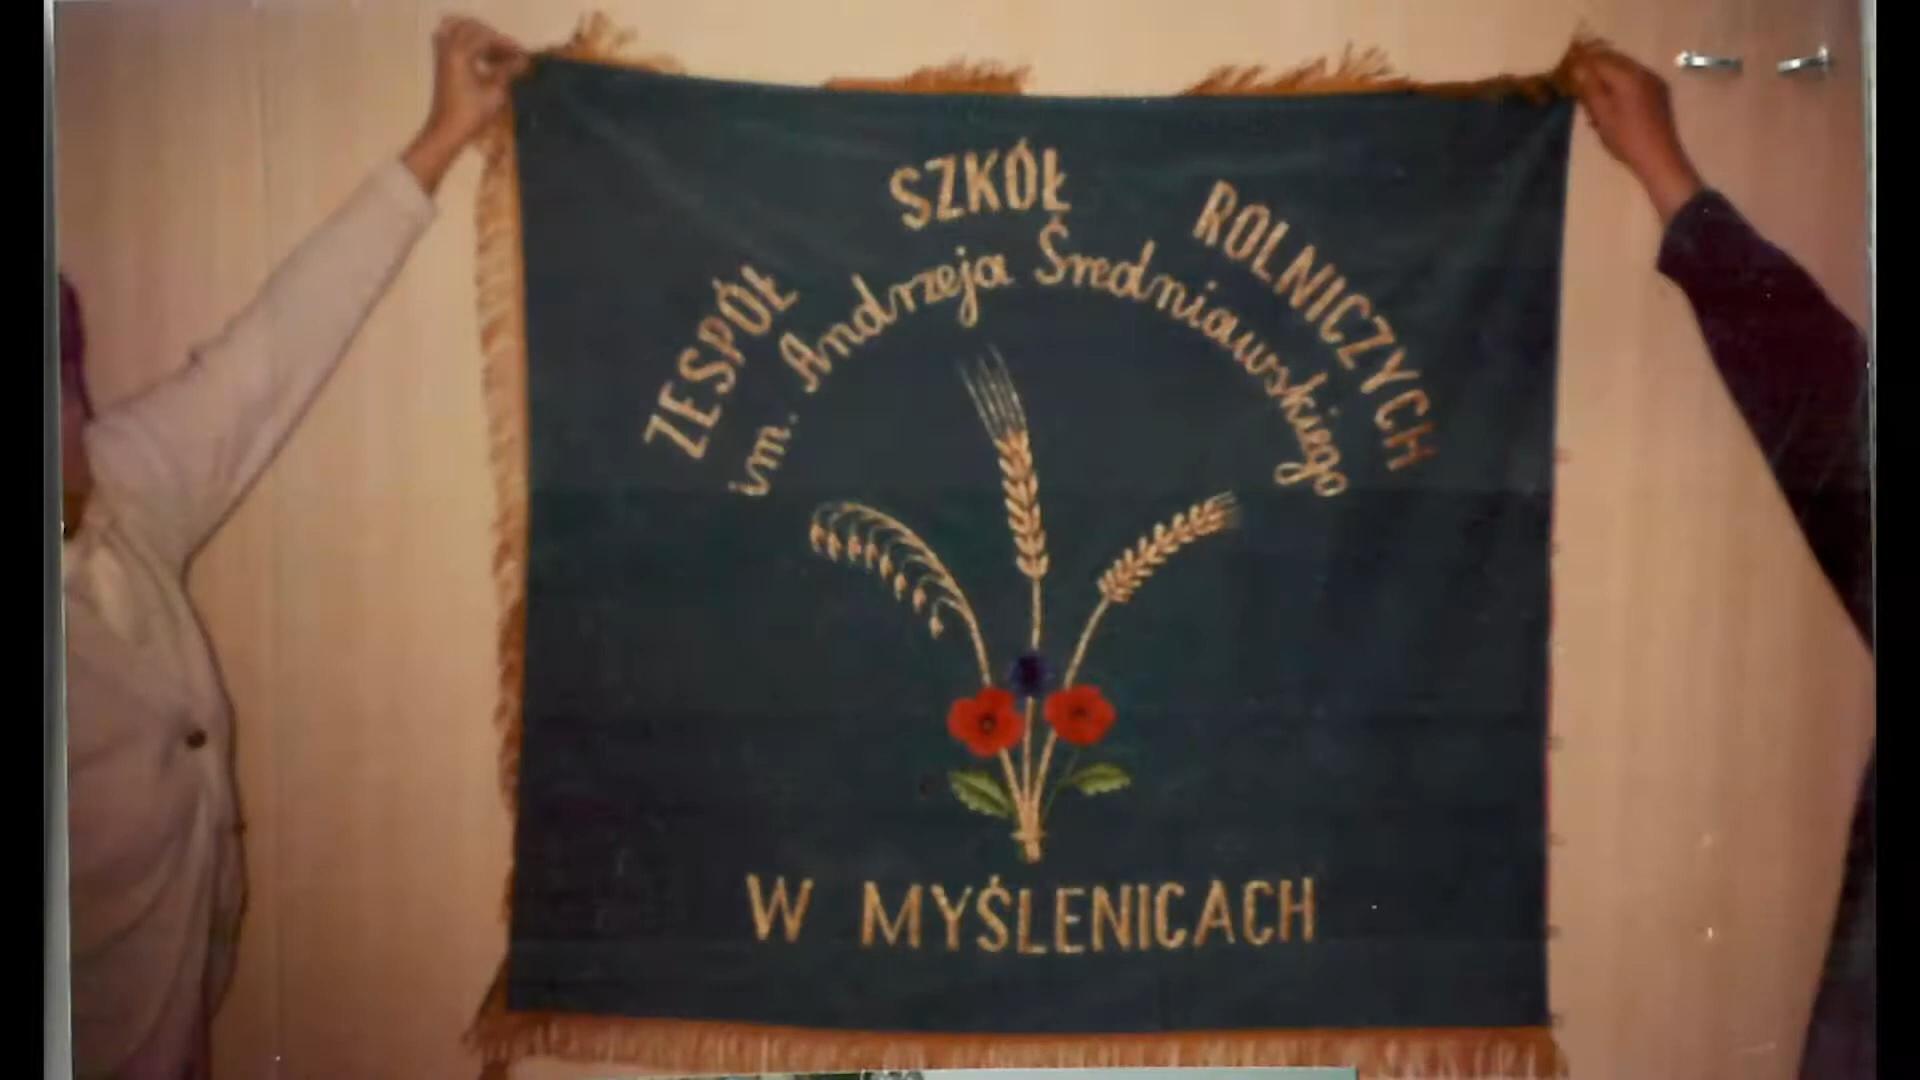 ZESPÓŁ SZKÓŁ ROLNICZYCH
im. Andrzeja Średniawskiego
W MYŚLENICACH